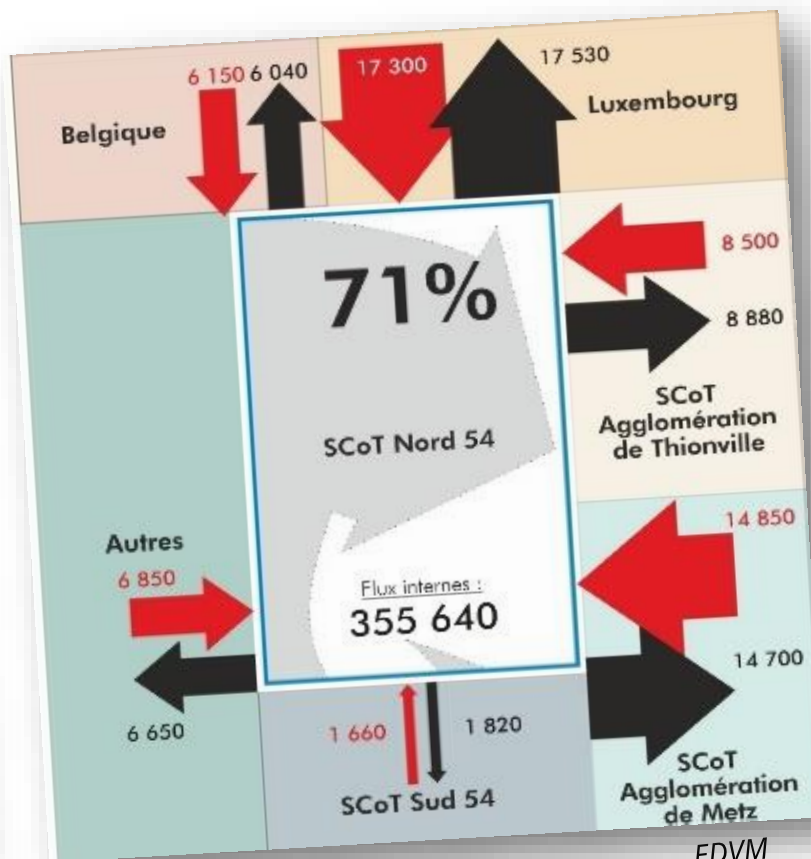 6 150 6 040
17 300
17 530
Belgique
Luxembourg
8 500
71%
8 880
SCoT
Agglomération
de Thionville
SCoT Nord 54
14 850
Autres
6 850
Flux internes :
355 640
14 700
6 650
1 660
1 820
SCoT Sud 54
SCoT
Agglomération
de Metz
EDVM